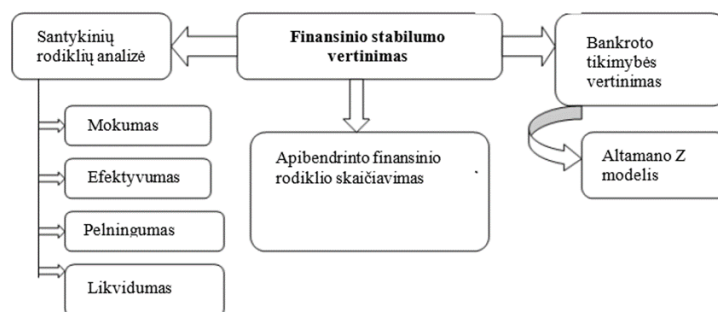 Santykinių
rodiklių analizė
Finansinio stabilumo
vertinimas
Bankroto
tikimybės
vertinimas
Mokumas
Efektyvumas
Pelningumas
Likvidumas
Apibendrinto finansinio
rodiklio skaičiavimas
Altamano Z
modelis